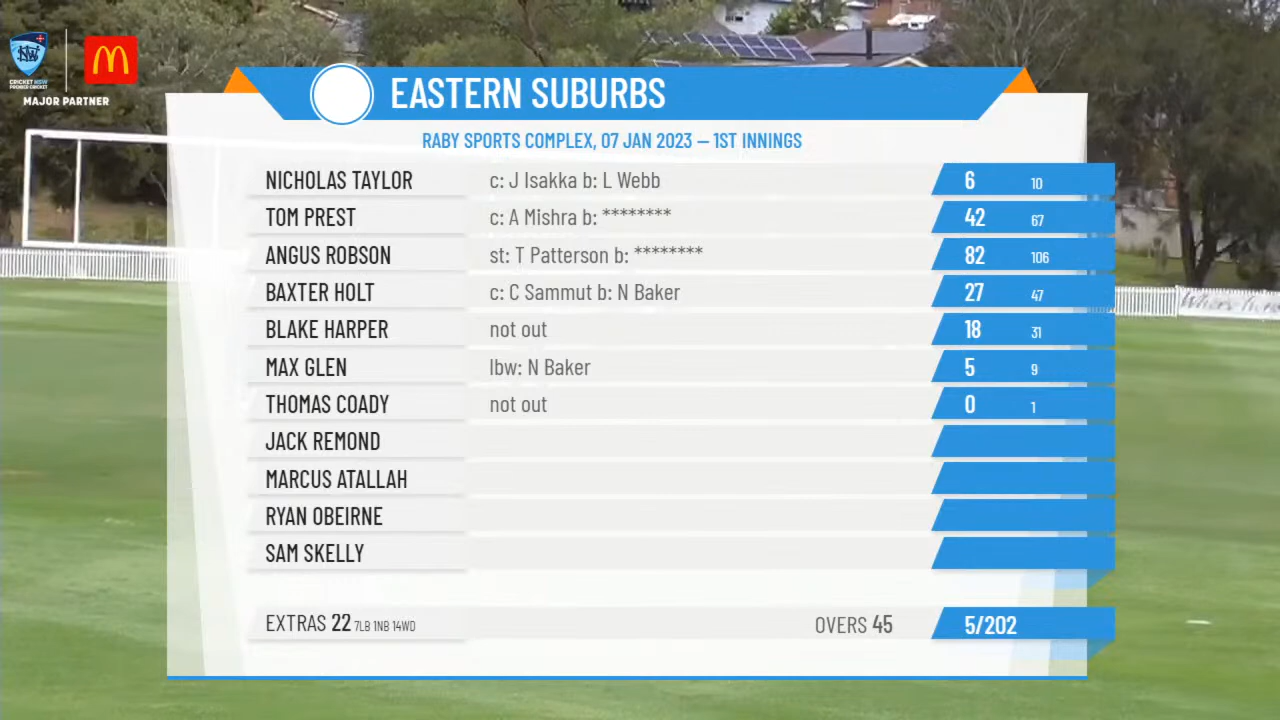 CRICKET NSW
PREMIER CRICKET
MAJOR PARTNER
EASTERN SUBURBS
RABY SPORTS COMPLEX, 07 JAN 2023 – 1ST INNINGS
NICHOLAS TAYLOR c: J Isakka b: L Webb 6 10
TOM PREST c: A Mishra b: ******** 42 67
ANGUS ROBSON st: T Patterson b: ******** 82 106
BAXTER HOLT c: C Sammut b: N Baker 27 47
BLAKE HARPER not out 18 31
MAX GLEN lbw: N Baker 5 9
THOMAS COADY not out 0 1
JACK REMOND
MARCUS ATALLAH
RYAN OBEIRNE
SAM SKELLY
EXTRAS 22 7LB 1NB 14WD OVERS 45 5/202